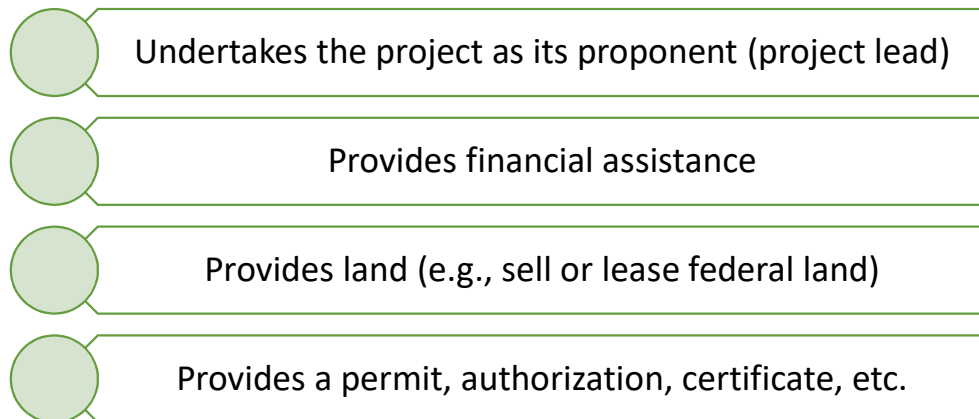 Undertakes the project as its proponent (project lead)
Provides financial assistance
Provides land (e.g., sell or lease federal land)
Provides a permit, authorization, certificate, etc.